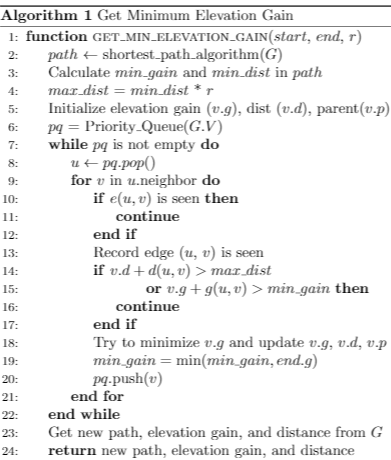 Algorithm 1 Get Minimum Elevation Gain
1: function GET_MIN_ELEVATION_GAIN(start, end, r)
2: path ← shortest_path_algorithm(G)
3: Calculate min_gain and min_dist in path
4: max_dist = min_dist * r
5: Initialize elevation gain (v.g), dist (v.d), parent(v.p)
6: pq = Priority_Queue(G.V)
7: while pq is not empty do
8: u ← pq.pop()
9: for v in u.neighbor do
10: if e(u, v) is seen then
11: continue
12: end if
13: Record edge (u, v) is seen
14: if v.d + d(u, v) > max_dist
15: or v.g + g(u, v) > min_gain then
16: continue
17: end if
18: Try to minimize v.g and update v.g, v.d, v.p
19: min_gain = min(min_gain, end.g)
20: pq.push(v)
21: end for
22: end while
23: Get new path, elevation gain, and distance from G
24: return new path, elevation gain, and distance